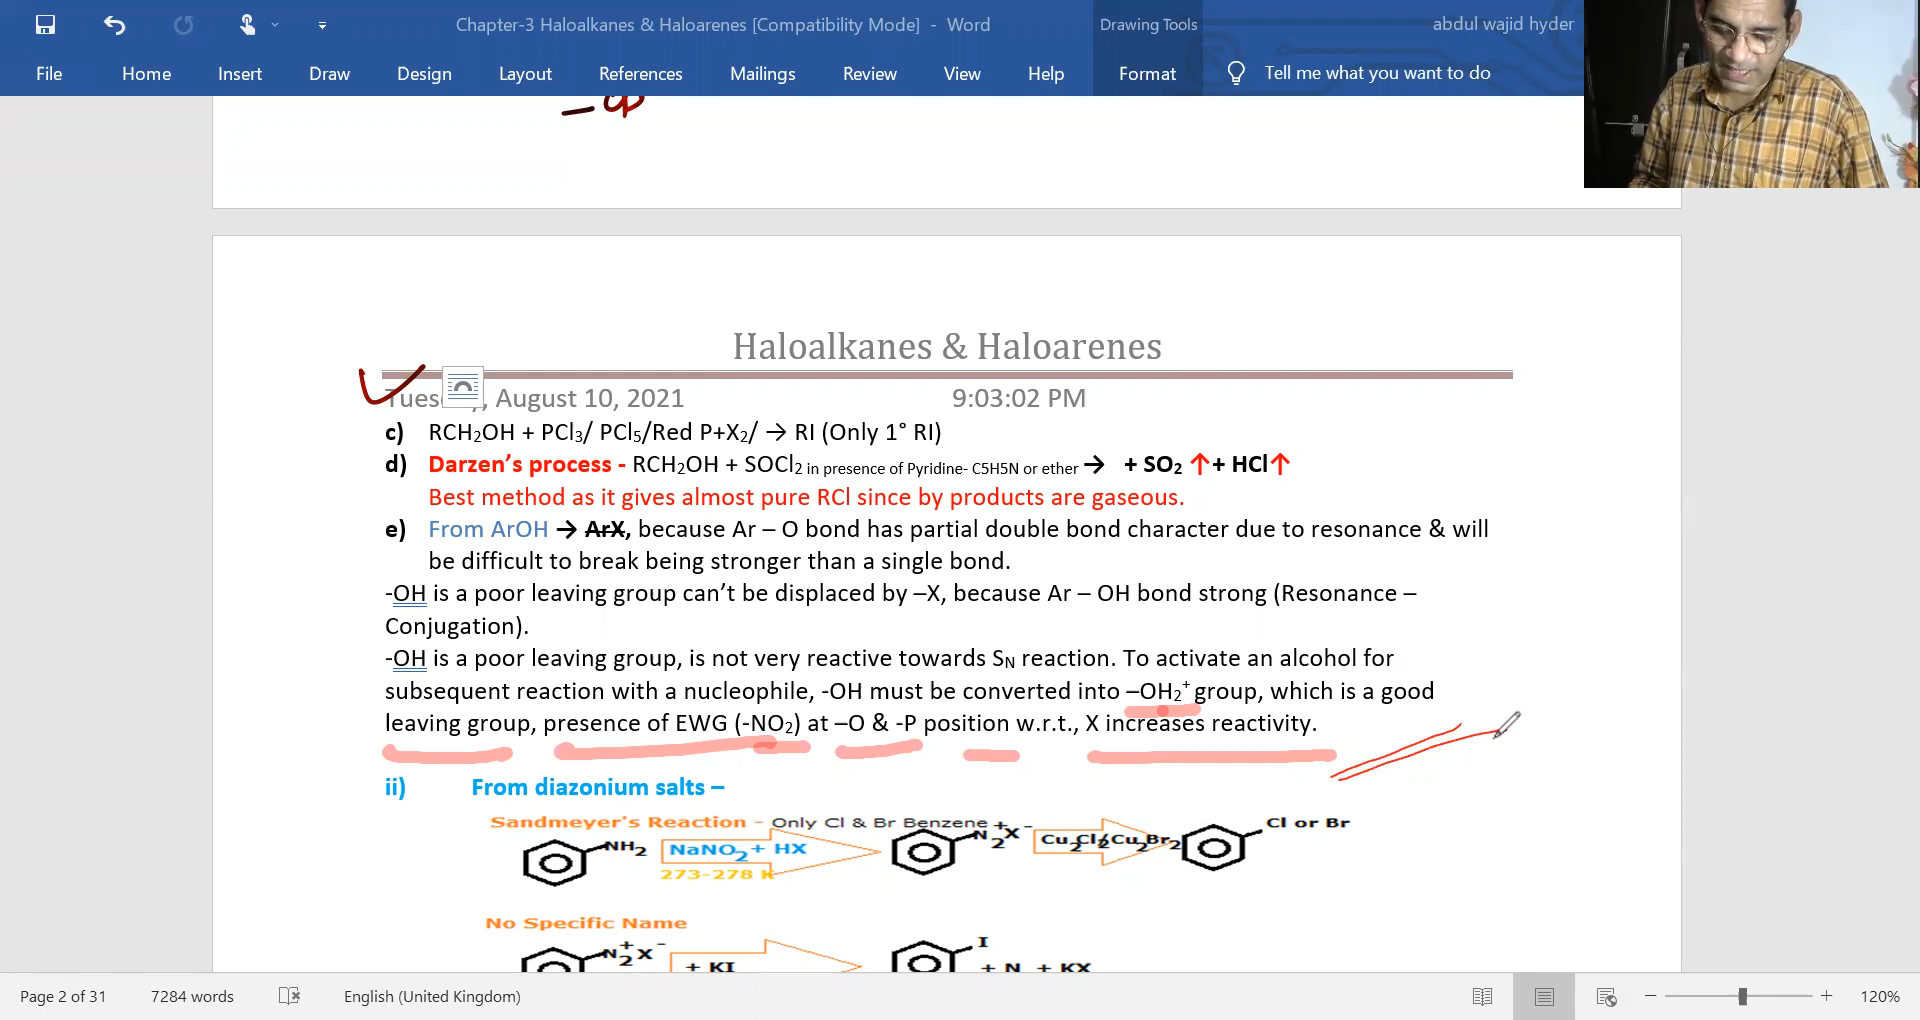 Chapter-3 Haloalkanes & Haloarenes [Compatibility Mode] - Word
Drawing Tools
abdul wajid hyder
File Home Insert Draw Design Layout References Mailings Review View Help Format Tell me what you want to do
Haloalkanes & Haloarenes
August 10, 2021 9:03:02 PM
c) RCH₂OH + PCl₃/ PCl₅/Red P+X₂/ → RI (Only 1° RI)
d) Darzen’s process - RCH₂OH + SOCl₂ in presence of Pyridine- C5H5N or ether → + SO₂ ↑+ HCl↑
Best method as it gives almost pure RCl since by products are gaseous.
e) From ArOH → ArX, because Ar – O bond has partial double bond character due to resonance & will
be difficult to break being stronger than a single bond.
-OH is a poor leaving group can’t be displaced by –X, because Ar – OH bond strong (Resonance –
Conjugation).
-OH is a poor leaving group, is not very reactive towards SN reaction. To activate an alcohol for
subsequent reaction with a nucleophile, -OH must be converted into –OH₂⁺ group, which is a good
leaving group, presence of EWG (-NO₂) at –O & -P position w.r.t., X increases reactivity.
ii) From diazonium salts –
Sandmeyer's Reaction - Only Cl & Br Benzene
NH₂ NaNO₂ + HX N₂⁺X⁻ Cu₂Cl₂/Cu₂Br₂ Cl or Br
273-278 K
No Specific Name
N₂⁺X⁻ + KI I + N + KX
Page 2 of 31 7284 words English (United Kingdom) 120%